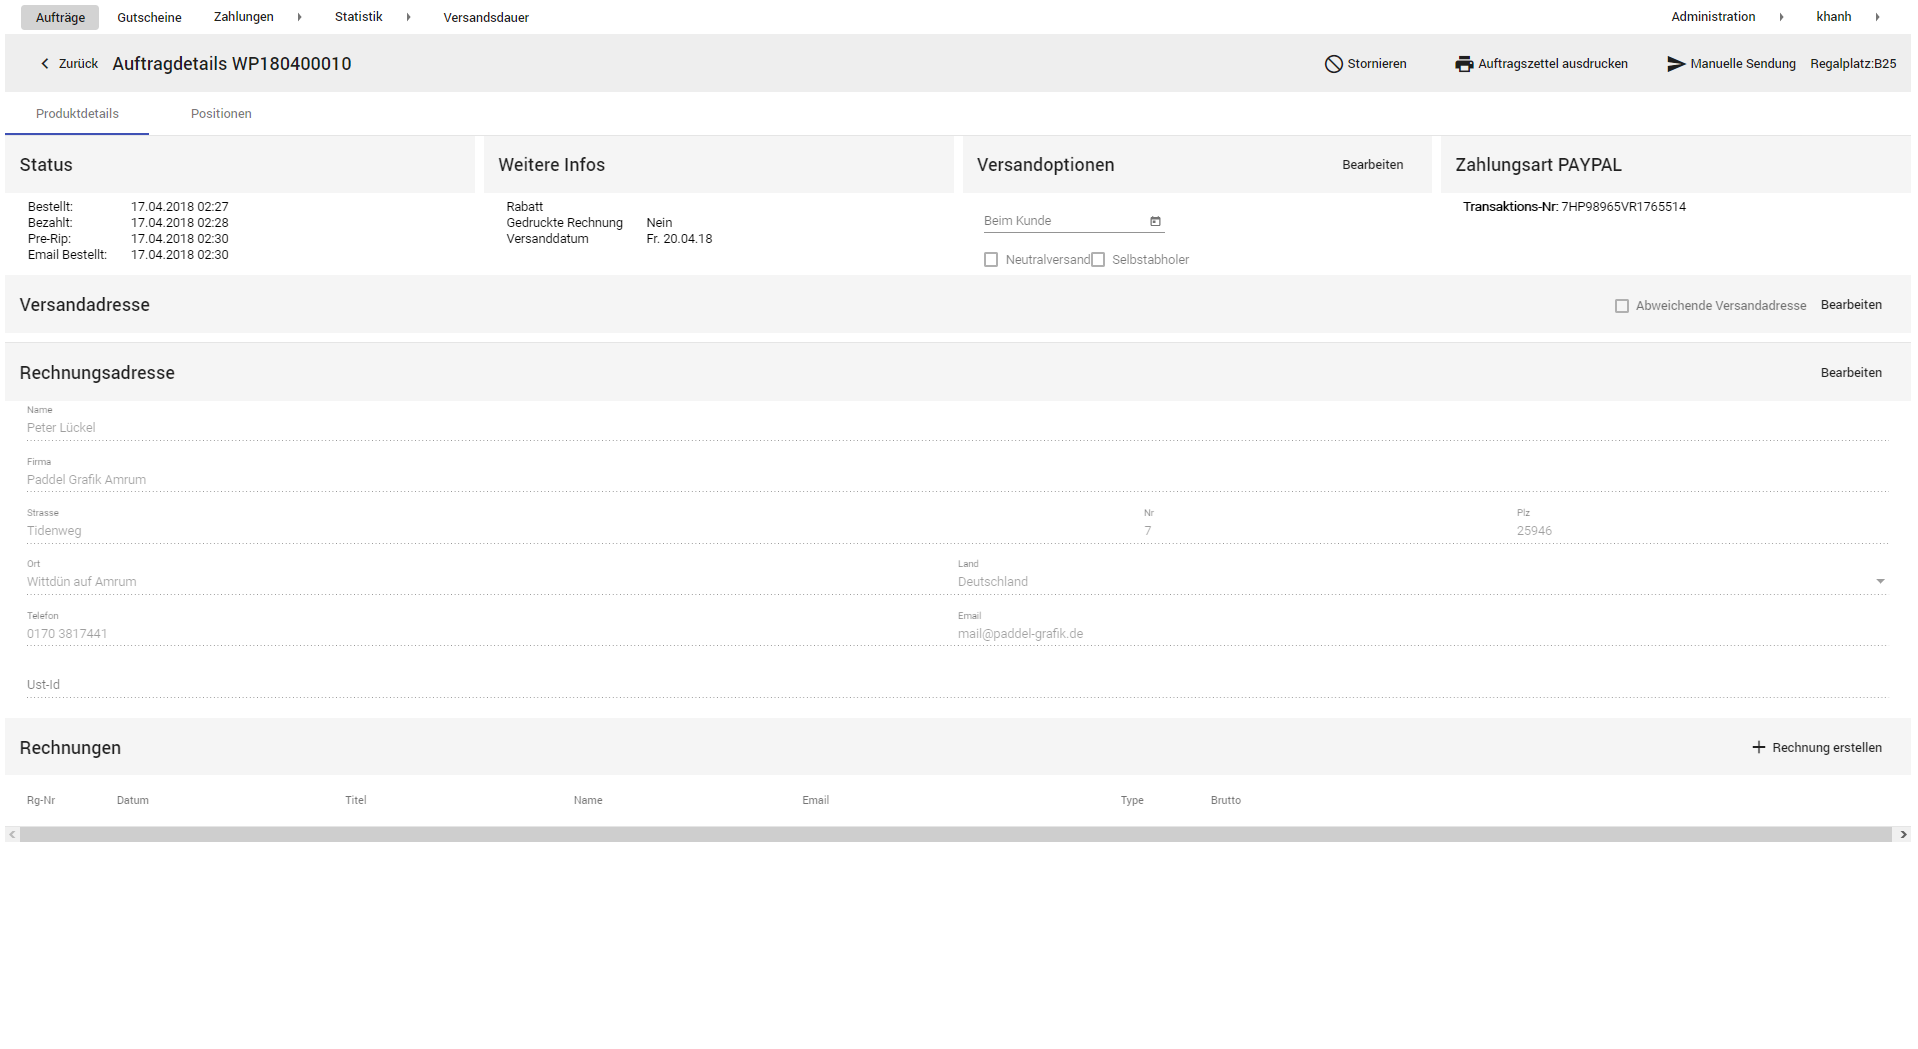 Aufträge Gutscheine Zahlungen Statistik Versandsdauer Administration khanh
Zurück Auftragdetails WP180400010 Stornieren Auftragszettel ausdrucken Manuelle Sendung Regalplatz:B25
Produktdetails Positionen
Status Weitere Infos Versandoptionen Bearbeiten Zahlungsart PAYPAL
Bestellt: 17.04.2018 02:27 Rabatt Transaktions-Nr: 7HP98965VR1765514
Bezahlt: 17.04.2018 02:28 Gedruckte Rechnung Nein Beim Kunde
Pre-Rip: 17.04.2018 02:30 Versanddatum Fr. 20.04.18
Email Bestellt: 17.04.2018 02:30 Neutralversand Selbstabholer
Versandadresse Abweichende Versandadresse Bearbeiten
Rechnungsadresse Bearbeiten
Name
Peter Lückel
Firma
Paddel Grafik Amrum
Strasse Nr Plz
Tidenweg 7 25946
Ort Land
Wittdün auf Amrum Deutschland
Telefon Email
0170 3817441 mail@paddel-grafik.de
Ust-Id
Rechnungen Rechnung erstellen
Rg-Nr Datum Titel Name Email Type Brutto